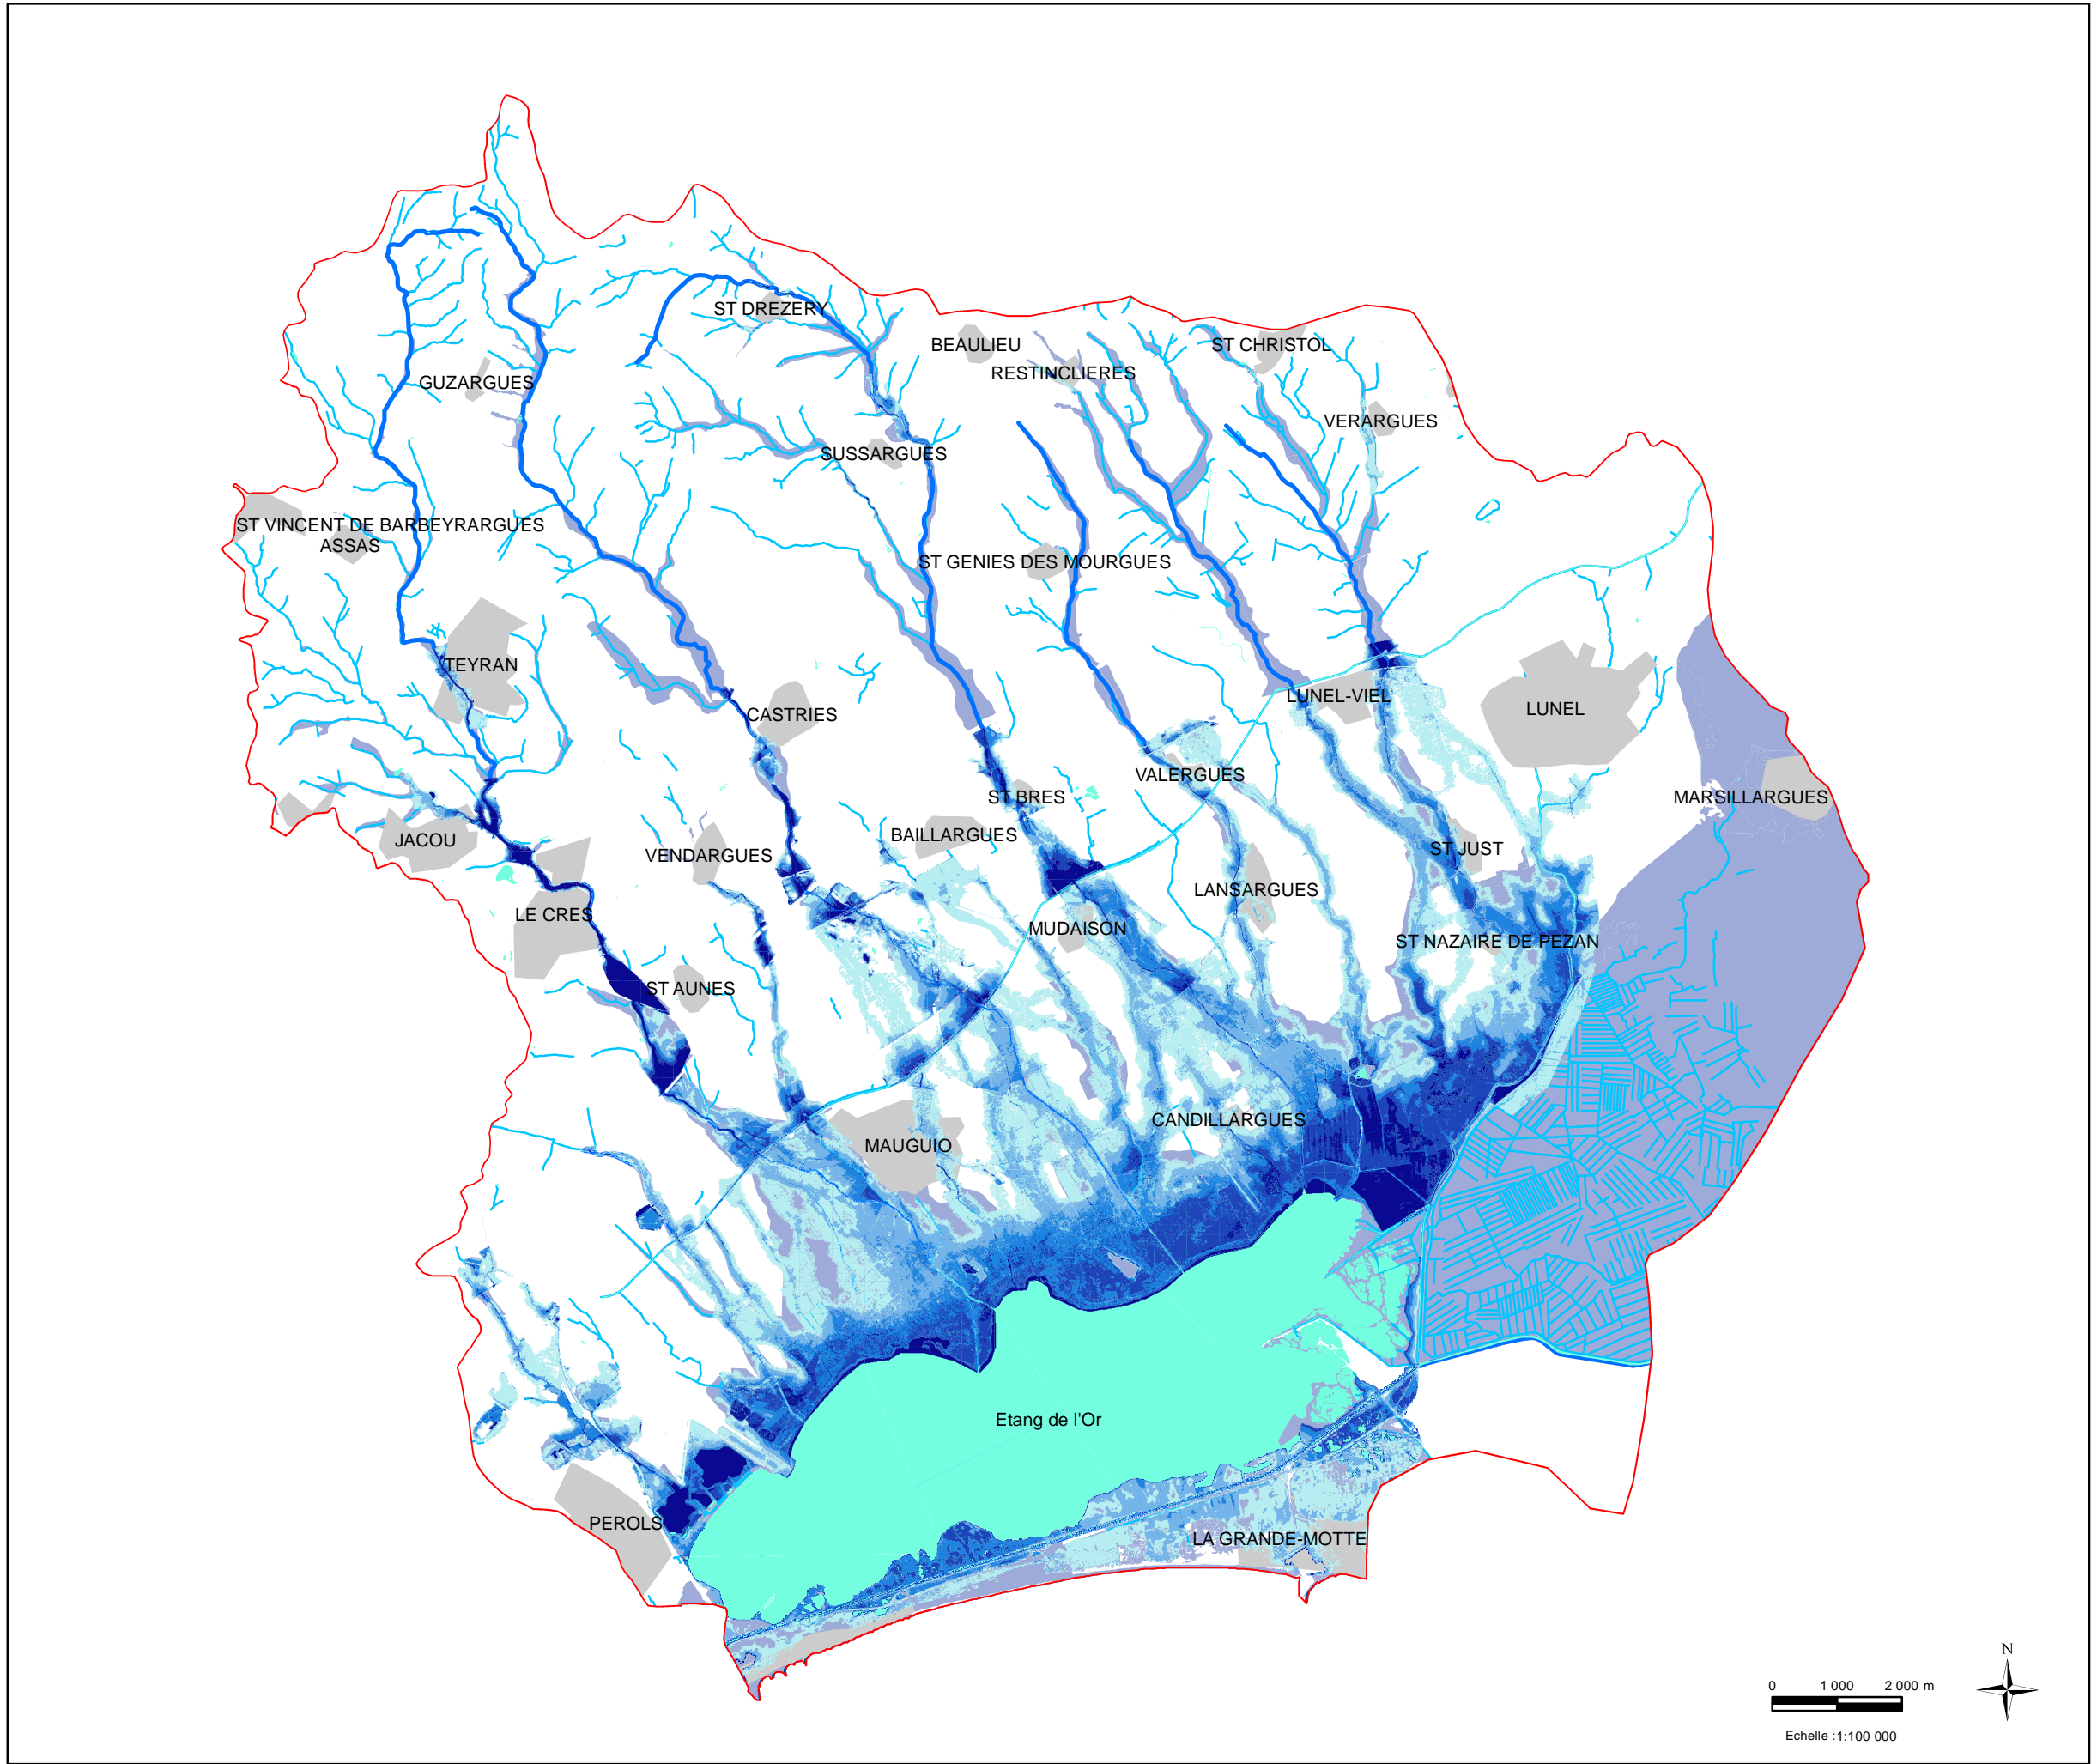 ST DREZERY
BEAULIEU
ST CHRISTOL
RESTINCLIERES
GUZARGUES
VERARGUES
SUSSARGUES
ST VINCENT DE BARBEYRARGUES
ASSAS
ST GENIES DES MOURGUES
TEYRAN
LUNEL-VIEL
LUNEL
CASTRIES
VALERGUES
ST BRES
MARSILLARGUES
BAILLARGUES
JACOU
ST JUST
VENDARGUES
LANSARGUES
LE CRES
MUDAISON
ST NAZAIRE DE PEZAN
ST AUNES
CANDILLARGUES
MAUGUIO
Etang de l'Or
PEROLS
LA GRANDE-MOTTE
N
0 1 000 2 000 m
Echelle :1:100 000